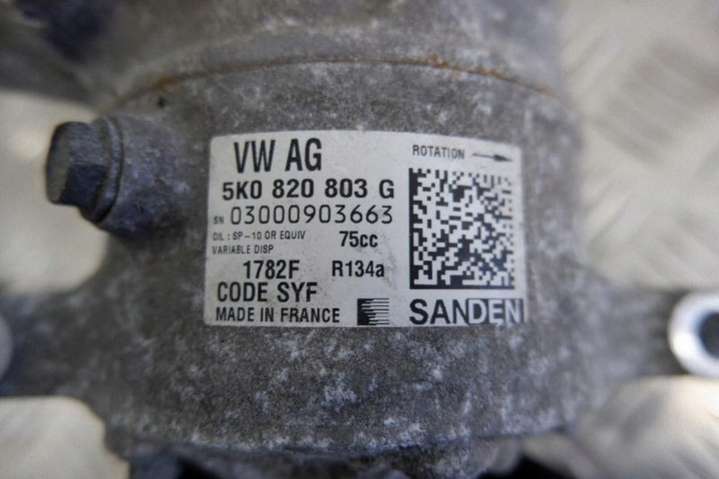 VW AG
ROTATION
5K0 820 803 G
SN 03000903663
OIL : SP-10 OR EQUIV 75cc
VARIABLE DISP
1782F R134a
CODE SYF
MADE IN FRANCE SANDEN